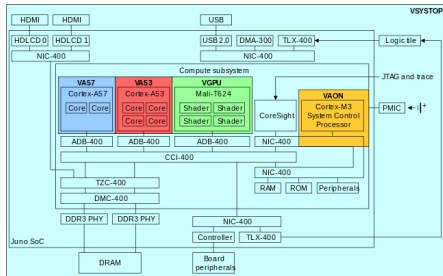 VSYSTOP
HDMI HDMI USB
HDLCD 0 HDLCD 1 USB 2.0 DMA-300 TLX-400 Logic tile
NIC-400 NIC-400
Compute subsystem
JTAG and trace
VA57 VA53 VGPU VAON
Cortex-A57 Cortex-A53 Mali-T624 Cortex-M3
System Control
Processor
Core Core Core Core Shader Shader CoreSight PMIC
Core Core Shader Shader
ADB-400 ADB-400 ADB-400 NIC-400
CCI-400
NIC-400
TZC-400
RAM ROM Peripherals
DMC-400
DDR3 PHY DDR3 PHY NIC-400
Juno SoC Controller TLX-400
DRAM Board
peripherals